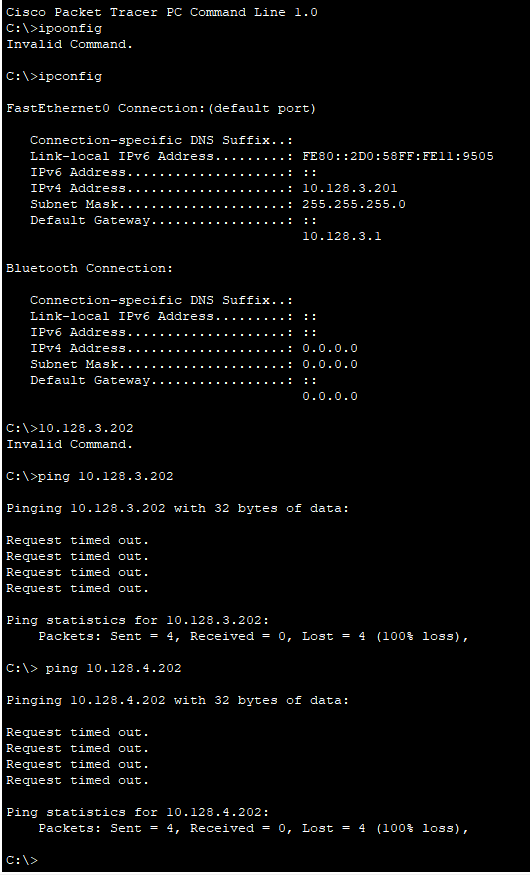 Cisco Packet Tracer PC Command Line 1.0
C:\>ipoonfig
Invalid Command.
C:\>ipconfig
FastEthernet0 Connection:(default port)
Connection-specific DNS Suffix..:
Link-local IPv6 Address.........: FE80::2D0:58FF:FE11:9505
IPv6 Address....................: ::
IPv4 Address....................: 10.128.3.201
Subnet Mask.....................: 255.255.255.0
Default Gateway.................: ::
10.128.3.1
Bluetooth Connection:
Connection-specific DNS Suffix..:
Link-local IPv6 Address.........: ::
IPv6 Address....................: ::
IPv4 Address....................: 0.0.0.0
Subnet Mask.....................: 0.0.0.0
Default Gateway.................: ::
0.0.0.0
C:\>10.128.3.202
Invalid Command.
C:\>ping 10.128.3.202
Pinging 10.128.3.202 with 32 bytes of data:
Request timed out.
Request timed out.
Request timed out.
Request timed out.
Ping statistics for 10.128.3.202:
Packets: Sent = 4, Received = 0, Lost = 4 (100% loss),
C:\> ping 10.128.4.202
Pinging 10.128.4.202 with 32 bytes of data:
Request timed out.
Request timed out.
Request timed out.
Request timed out.
Ping statistics for 10.128.4.202:
Packets: Sent = 4, Received = 0, Lost = 4 (100% loss),
C:\>